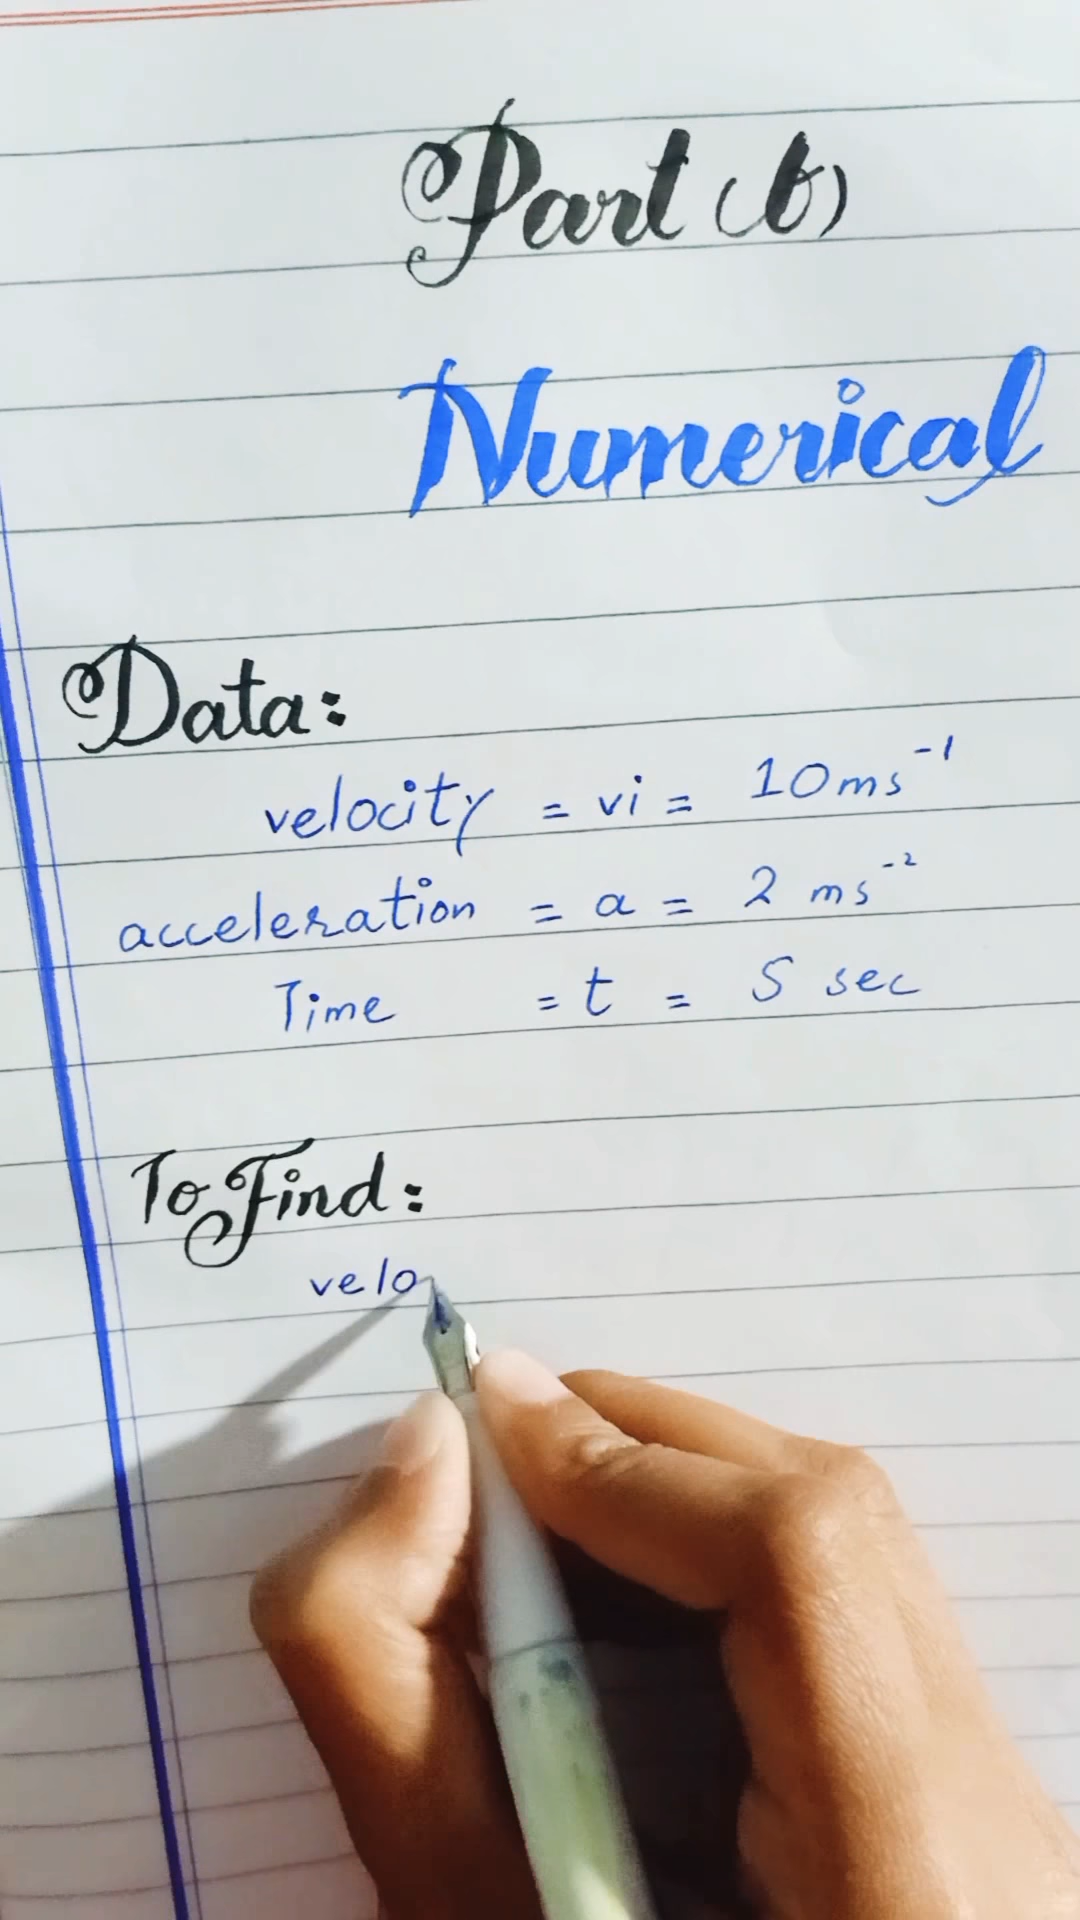 Part (b)
Numerical
Data:
velocity = vi = 10ms⁻¹
acceleration = a = 2 ms⁻²
Time = t = 5 sec
To Find:
velo